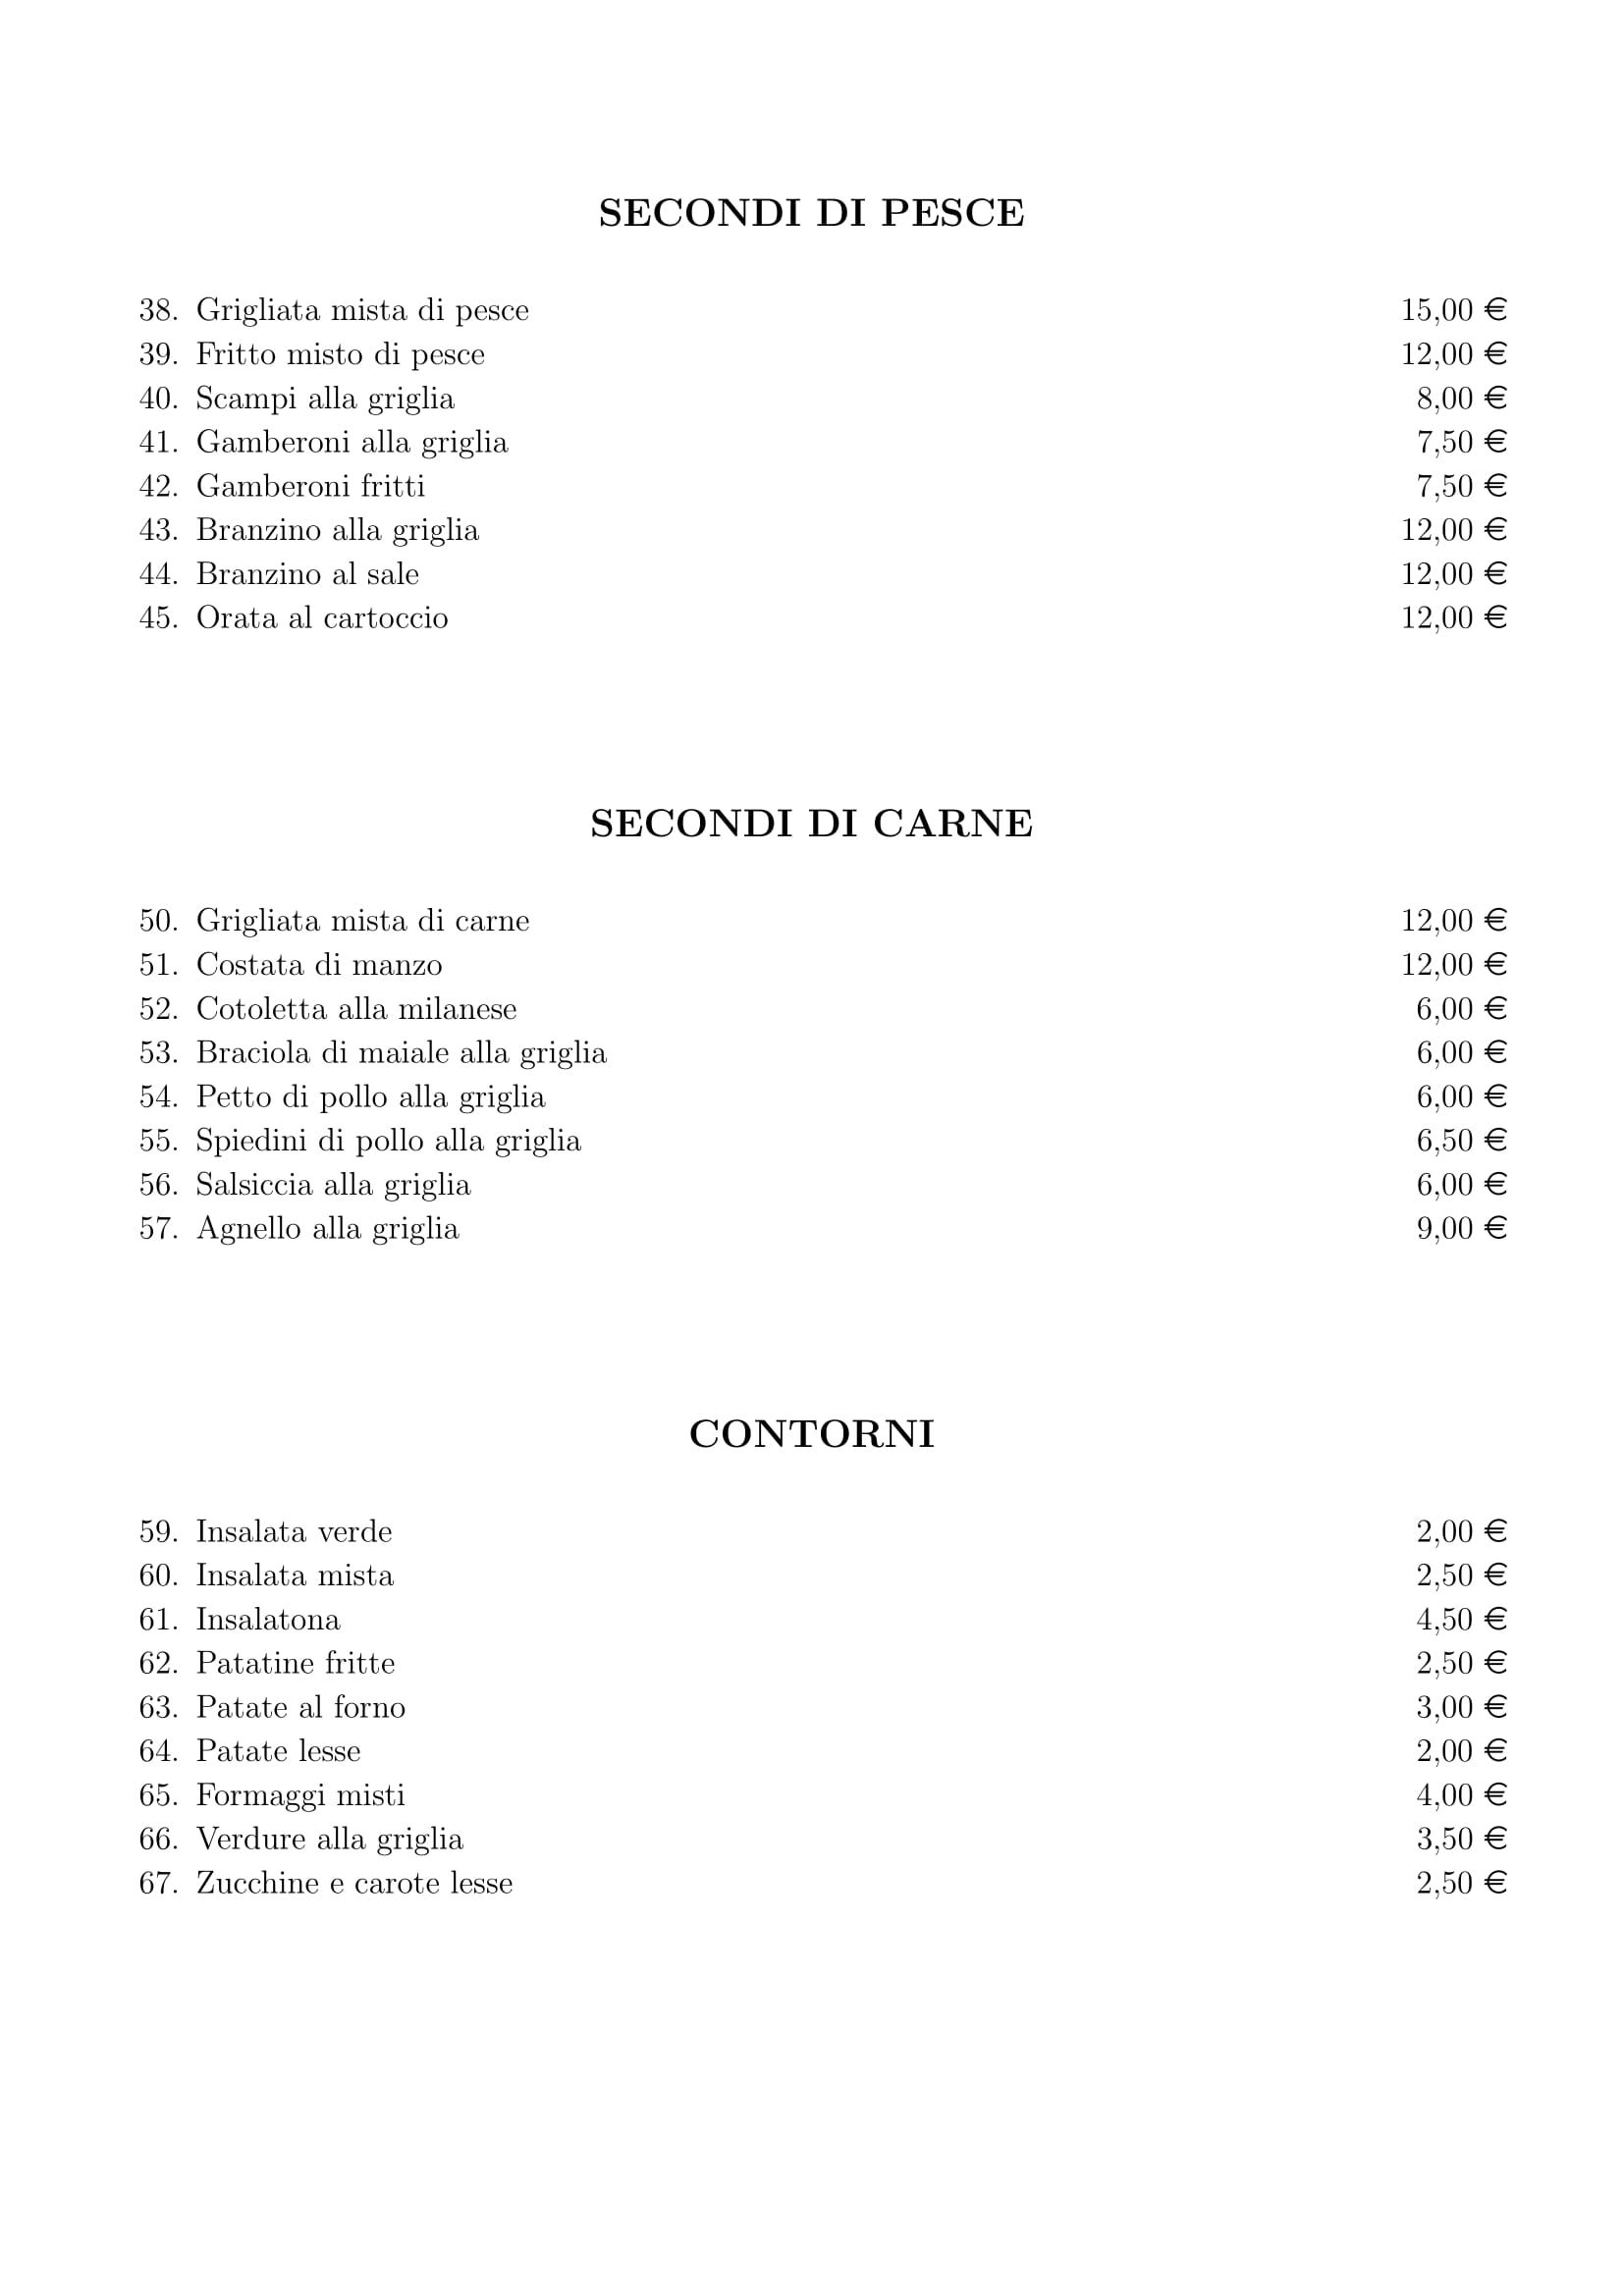 SECONDI DI PESCE
38. Grigliata mista di pesce 15,00 €
39. Fritto misto di pesce 12,00 €
40. Scampi alla griglia 8,00 €
41. Gamberoni alla griglia 7,50 €
42. Gamberoni fritti 7,50 €
43. Branzino alla griglia 12,00 €
44. Branzino al sale 12,00 €
45. Orata al cartoccio 12,00 €
SECONDI DI CARNE
50. Grigliata mista di carne 12,00 €
51. Costata di manzo 12,00 €
52. Cotoletta alla milanese 6,00 €
53. Braciola di maiale alla griglia 6,00 €
54. Petto di pollo alla griglia 6,00 €
55. Spiedini di pollo alla griglia 6,50 €
56. Salsiccia alla griglia 6,00 €
57. Agnello alla griglia 9,00 €
CONTORNI
59. Insalata verde 2,00 €
60. Insalata mista 2,50 €
61. Insalatona 4,50 €
62. Patatine fritte 2,50 €
63. Patate al forno 3,00 €
64. Patate lesse 2,00 €
65. Formaggi misti 4,00 €
66. Verdure alla griglia 3,50 €
67. Zucchine e carote lesse 2,50 €